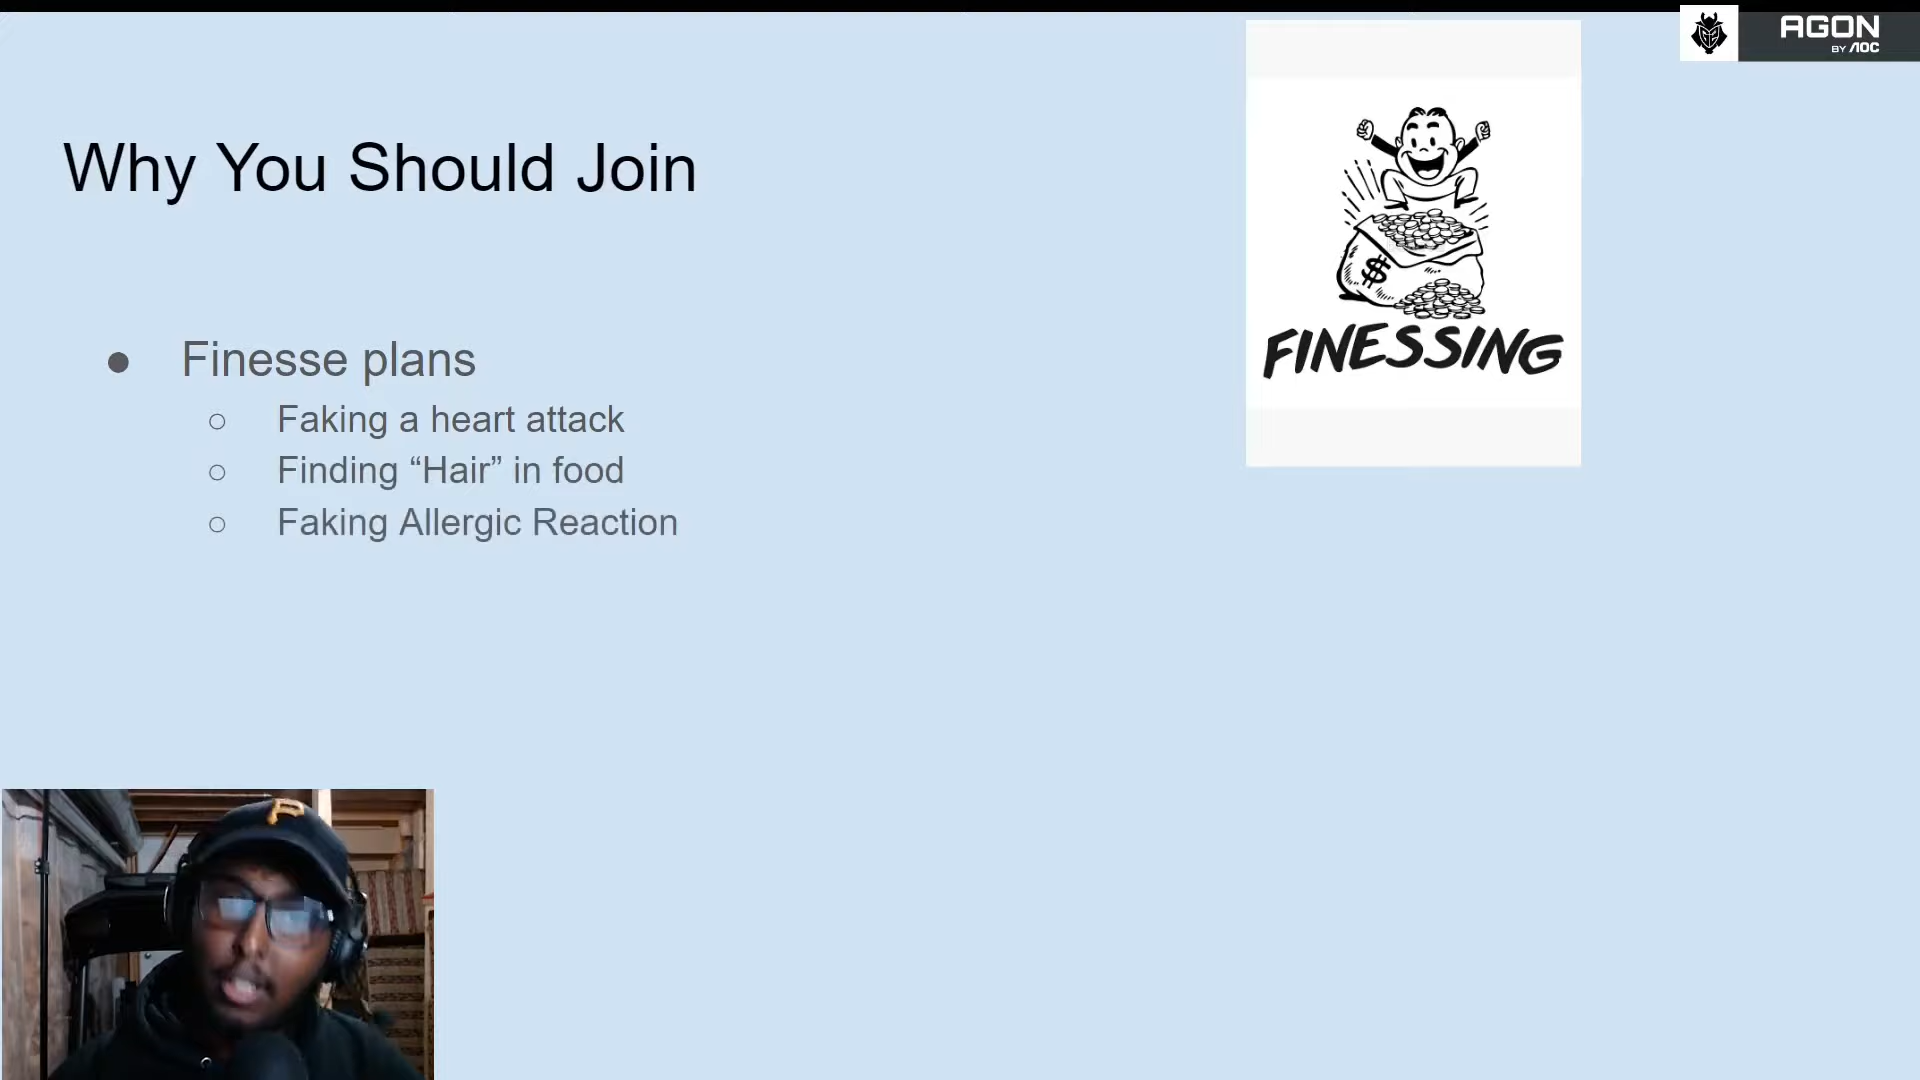 AGON
BY AOC
Why You Should Join
$
FINESSING
● Finesse plans
○ Faking a heart attack
○ Finding “Hair” in food
○ Faking Allergic Reaction
P